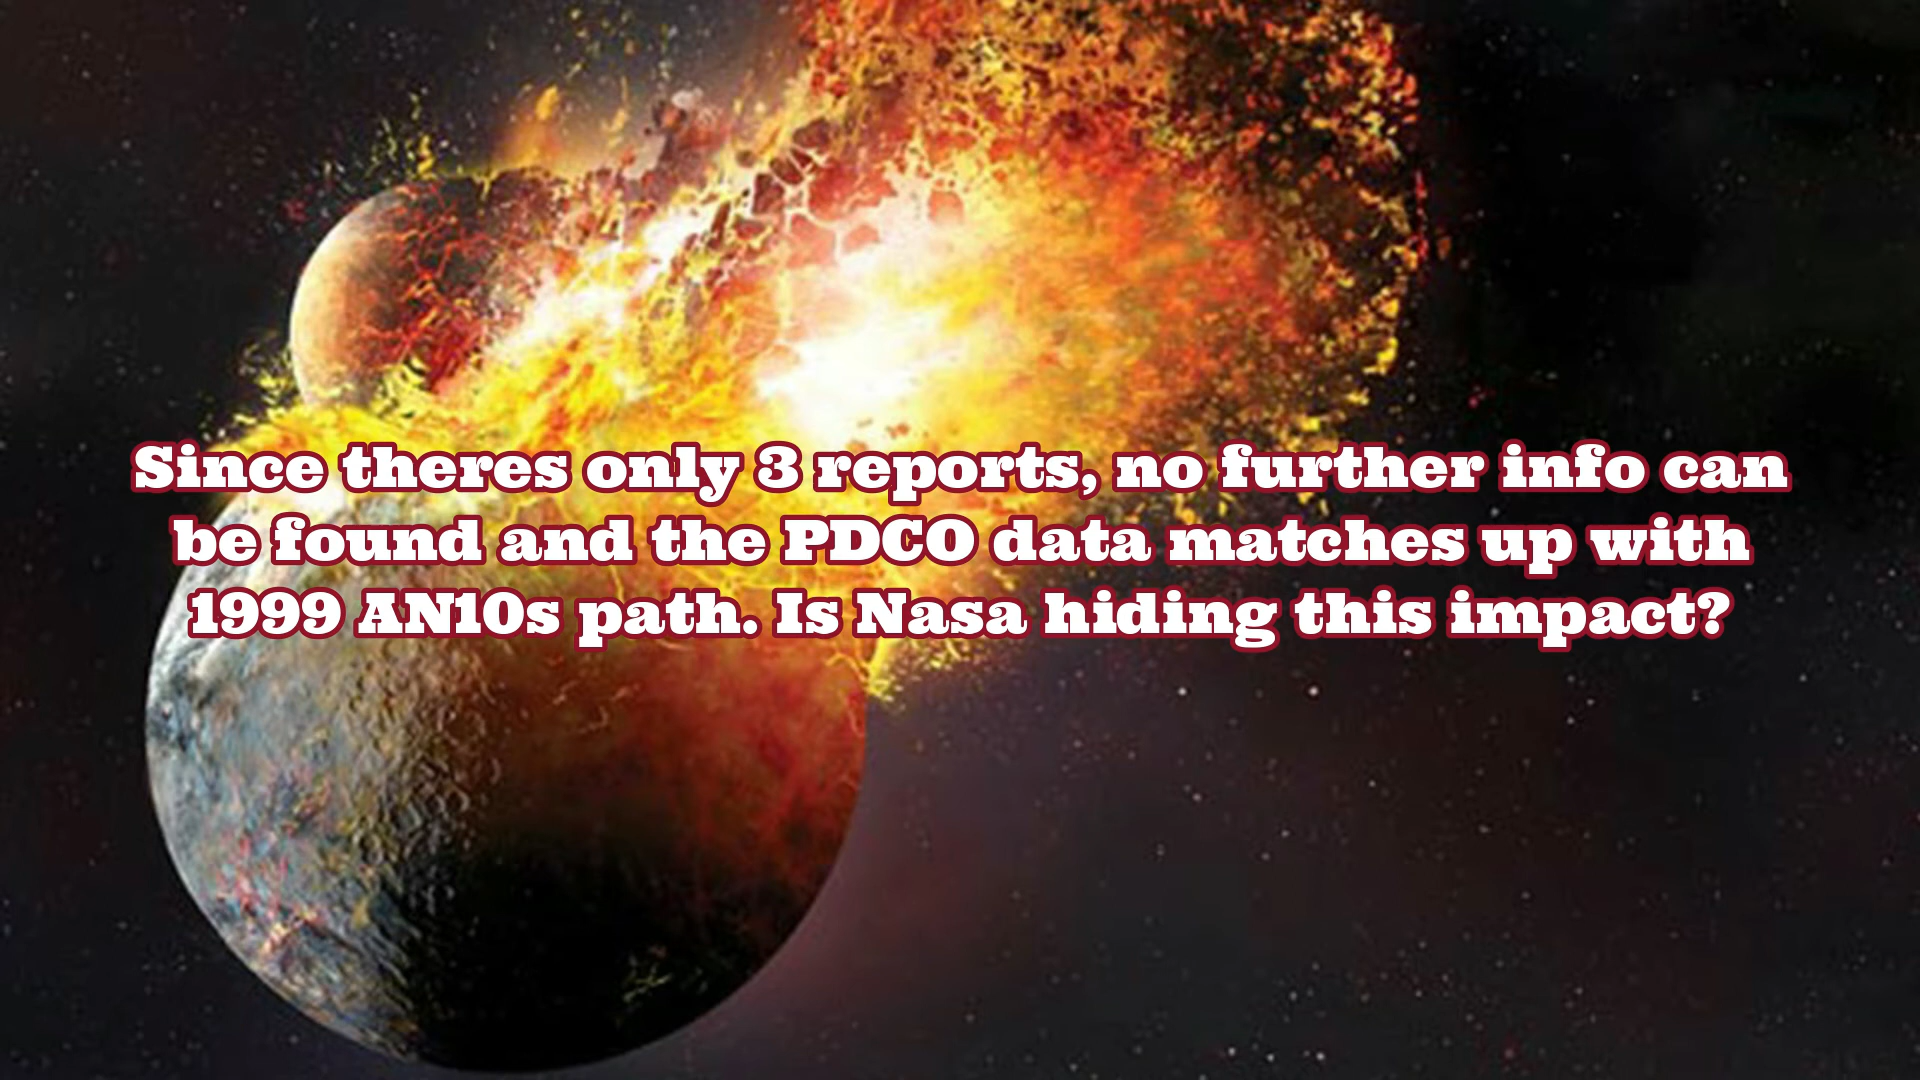 Since theres only 3 reports, no further info can
be found and the PDCO data matches up with
1999 AN10s path. Is Nasa hiding this impact?